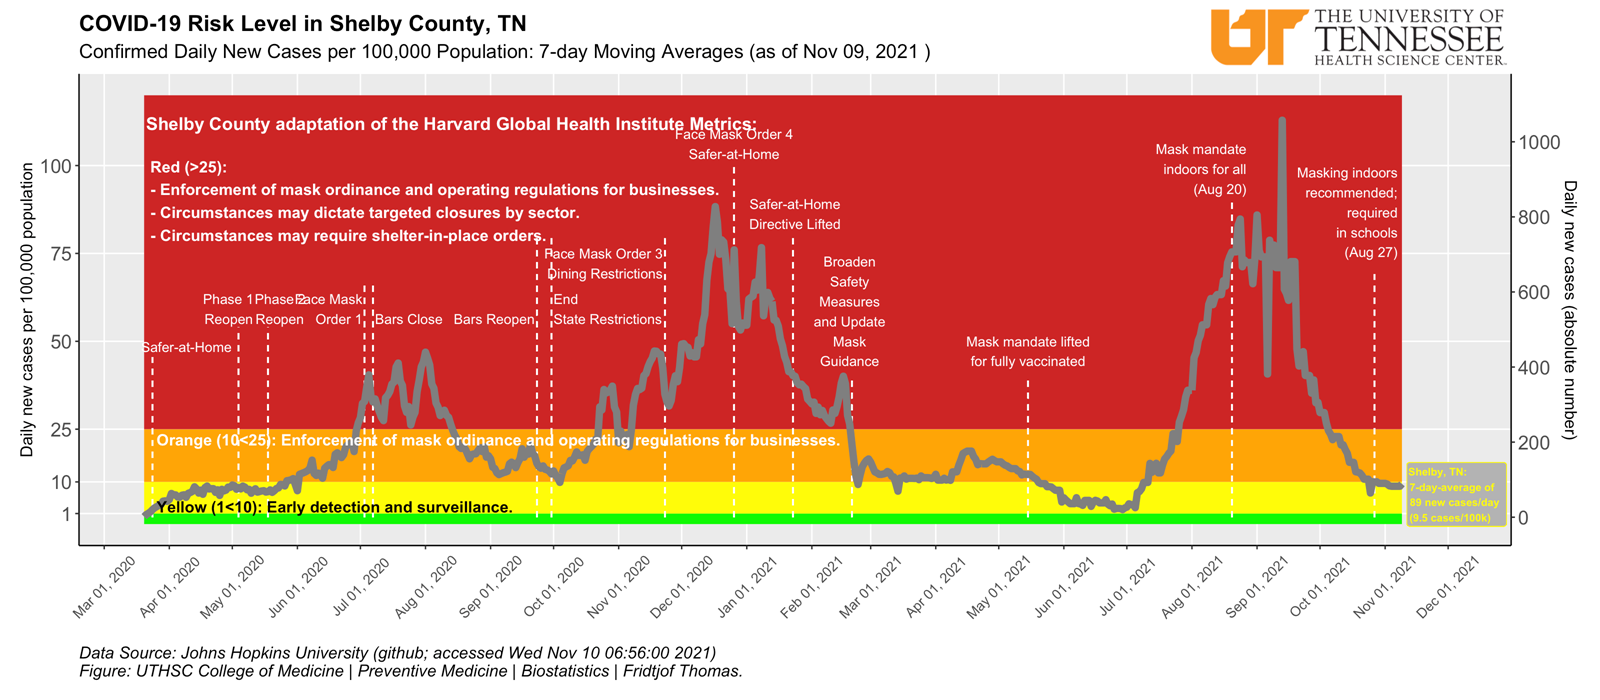 COVID-19 Risk Level in Shelby County, TN
Confirmed Daily New Cases per 100,000 Population: 7-day Moving Averages (as of Nov 09, 2021 )
UT
THE UNIVERSITY OF
TENNESSEE
HEALTH SCIENCE CENTER.
Daily new cases per 100,000 population
100
75
50
25
10
1
Shelby County adaptation of the Harvard Global Health Institute Metrics:
Red (>25):
- Enforcement of mask ordinance and operating regulations for businesses.
- Circumstances may dictate targeted closures by sector.
- Circumstances may require shelter-in-place orders.
Safer-at-Home
Phase 1
Reopen
Phase 2
Reopen
Face Mask
Order 1
Bars Close
Bars Reopen
End
State Restrictions
Face Mask Order 3
Dining Restrictions
Face Mask Order 4
Safer-at-Home
Safer-at-Home
Directive Lifted
Broaden
Safety
Measures
and Update
Mask
Guidance
Mask mandate lifted
for fully vaccinated
Mask mandate
indoors for all
(Aug 20)
Masking indoors
recommended;
required
in schools
(Aug 27)
Orange (10<25): Enforcement of mask ordinance and operating regulations for businesses.
Yellow (1<10): Early detection and surveillance.
Shelby, TN:
7-day-average of
89 new cases/day
(9.5 cases/100k)
1000
800
600
400
200
0
Daily new cases (absolute number)
Mar 01, 2020
Apr 01, 2020
May 01, 2020
Jun 01, 2020
Jul 01, 2020
Aug 01, 2020
Sep 01, 2020
Oct 01, 2020
Nov 01, 2020
Dec 01, 2020
Jan 01, 2021
Feb 01, 2021
Mar 01, 2021
Apr 01, 2021
May 01, 2021
Jun 01, 2021
Jul 01, 2021
Aug 01, 2021
Sep 01, 2021
Oct 01, 2021
Nov 01, 2021
Dec 01, 2021
Data Source: Johns Hopkins University (github; accessed Wed Nov 10 06:56:00 2021)
Figure: UTHSC College of Medicine | Preventive Medicine | Biostatistics | Fridtjof Thomas.